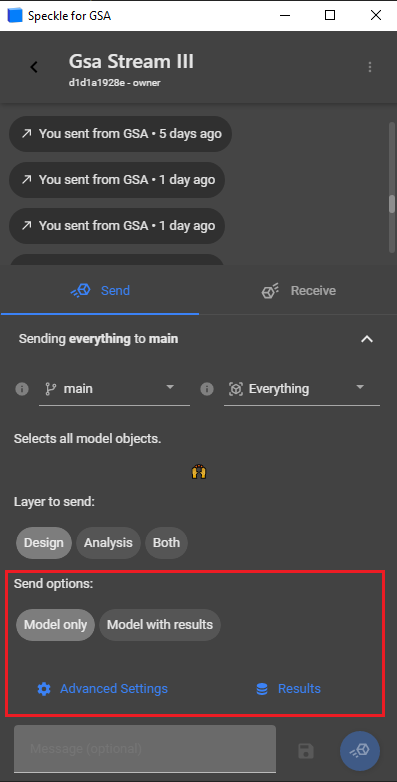 Speckle for GSA
Gsa Stream III
d1d1a1928e - owner
You sent from GSA • 5 days ago
You sent from GSA • 1 day ago
You sent from GSA • 1 day ago
Send
Receive
Sending everything to main
main
Everything
Selects all model objects.
Layer to send:
Design
Analysis
Both
Send options:
Model only
Model with results
Advanced Settings
Results
Message (optional)